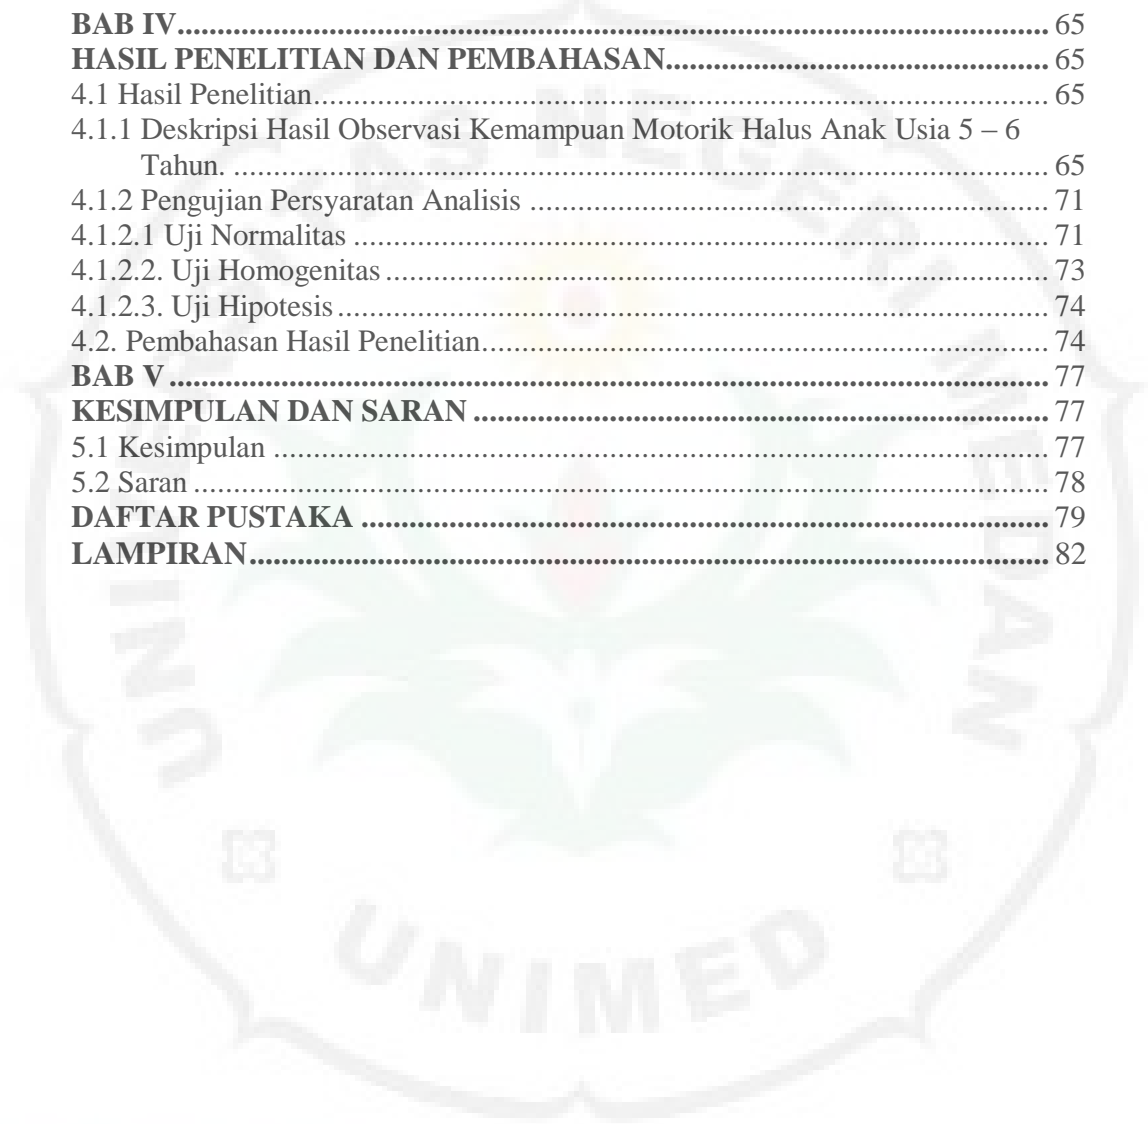 BAB IV.................................................................................................................. 65
HASIL PENELITIAN DAN PEMBAHASAN.................................................. 65
4.1 Hasil Penelitian............................................................................................ 65
4.1.1 Deskripsi Hasil Observasi Kemampuan Motorik Halus Anak Usia 5 – 6
Tahun. ...................................................................................................... 65
4.1.2 Pengujian Persyaratan Analisis ................................................................. 71
4.1.2.1 Uji Normalitas ....................................................................................... 71
4.1.2.2. Uji Homogenitas ................................................................................... 73
4.1.2.3. Uji Hipotesis ......................................................................................... 74
4.2. Pembahasan Hasil Penelitian....................................................................... 74
BAB V ................................................................................................................. 77
KESIMPULAN DAN SARAN ......................................................................... 77
5.1 Kesimpulan ................................................................................................. 77
5.2 Saran ........................................................................................................... 78
DAFTAR PUSTAKA ....................................................................................... 79
LAMPIRAN..................................................................................................... 82
UNIVERSITAS NEGERI MEDAN
UNIMED